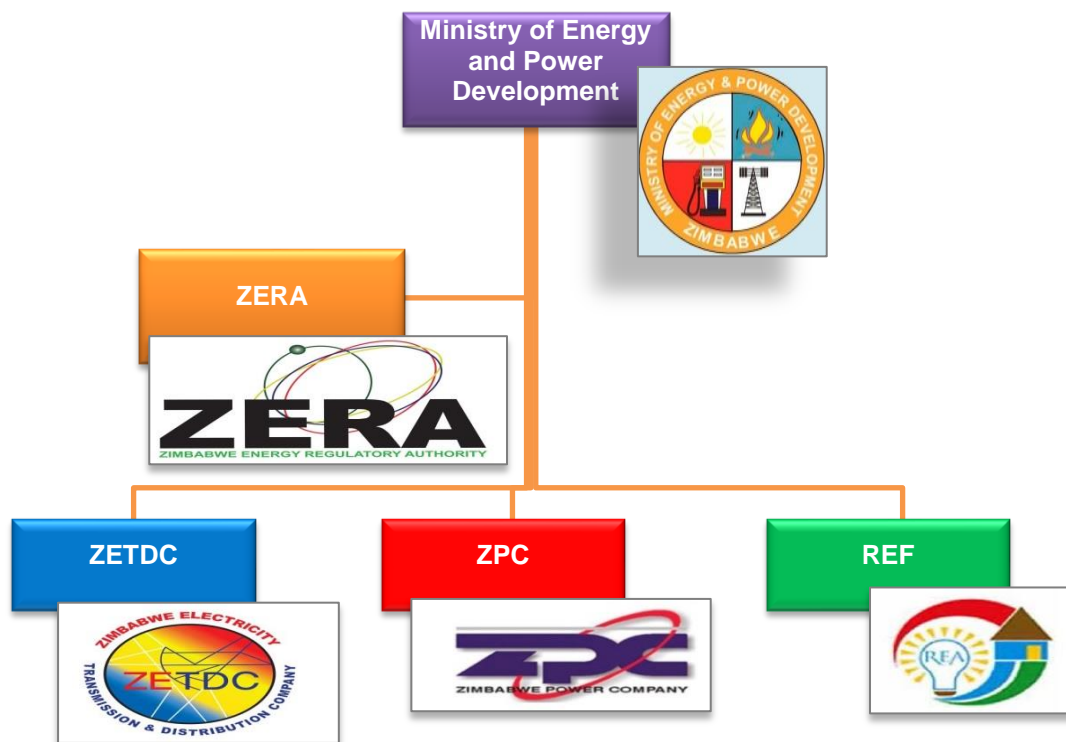 Ministry of Energy
and Power
Development
MINISTRY OF ENERGY & POWER DEVELOPMENT
ZIMBABWE
ZERA
ZERA
ZIMBABWE ENERGY REGULATORY AUTHORITY
ZETDC
ZPC
REF
ZIMBABWE ELECTRICITY
ZETDC
TRANSMISSION & DISTRIBUTION COMPANY
ZPC
ZIMBABWE POWER COMPANY
REA